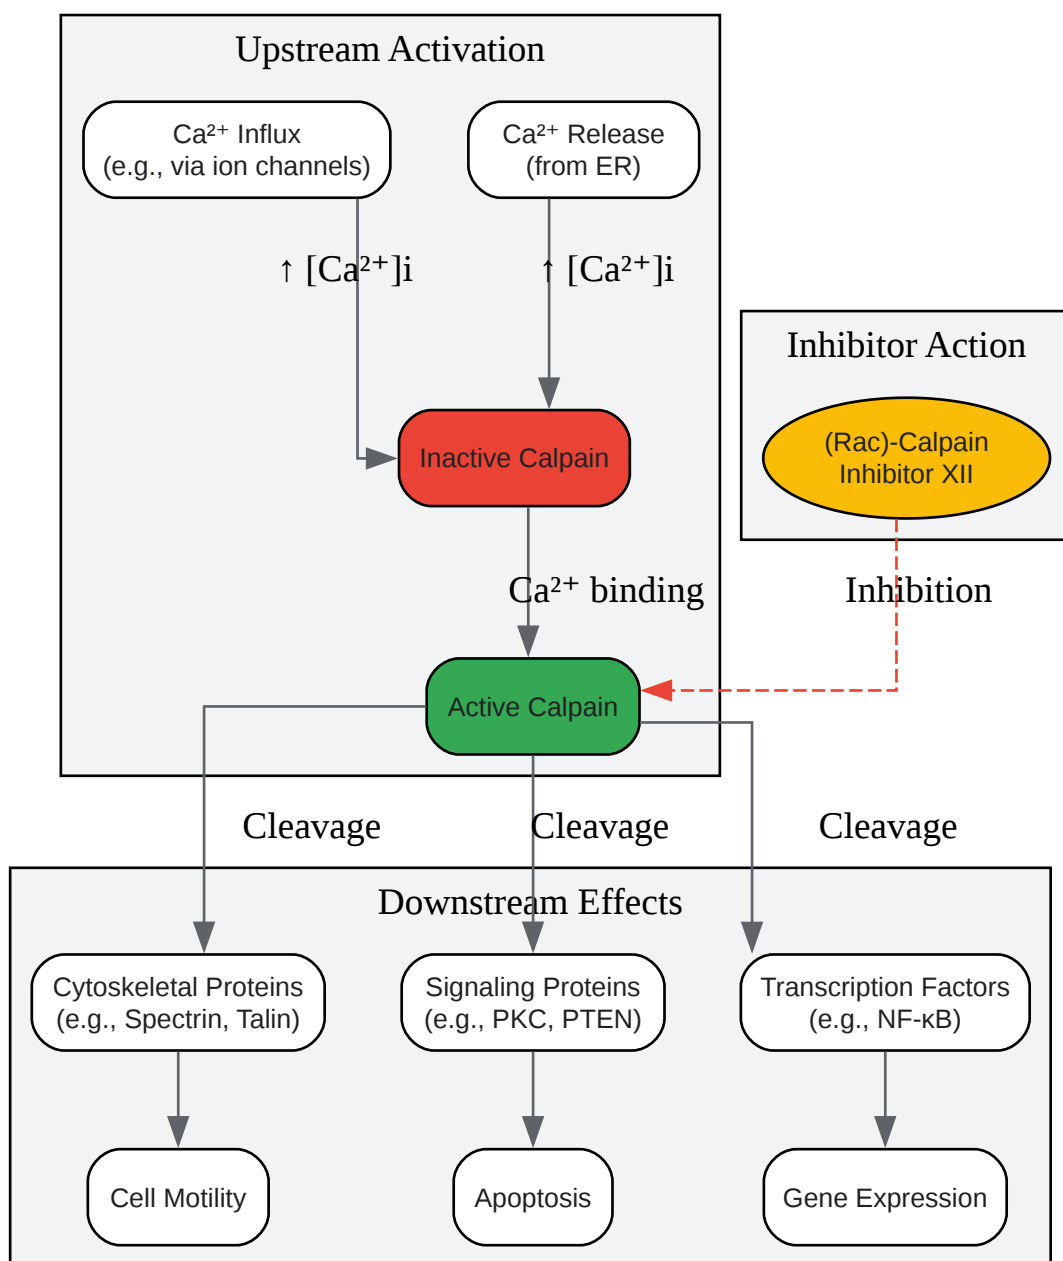 Upstream Activation
Ca²⁺ Influx
(e.g., via ion channels)
Ca²⁺ Release
(from ER)
↑ [Ca²⁺]i
↑ [Ca²⁺]i
Inhibitor Action
(Rac)-Calpain
Inhibitor XII
Inactive Calpain
Ca²⁺ binding
Inhibition
Active Calpain
Cleavage
Cleavage
Cleavage
Downstream Effects
Cytoskeletal Proteins
(e.g., Spectrin, Talin)
Signaling Proteins
(e.g., PKC, PTEN)
Transcription Factors
(e.g., NF-κB)
Cell Motility
Apoptosis
Gene Expression